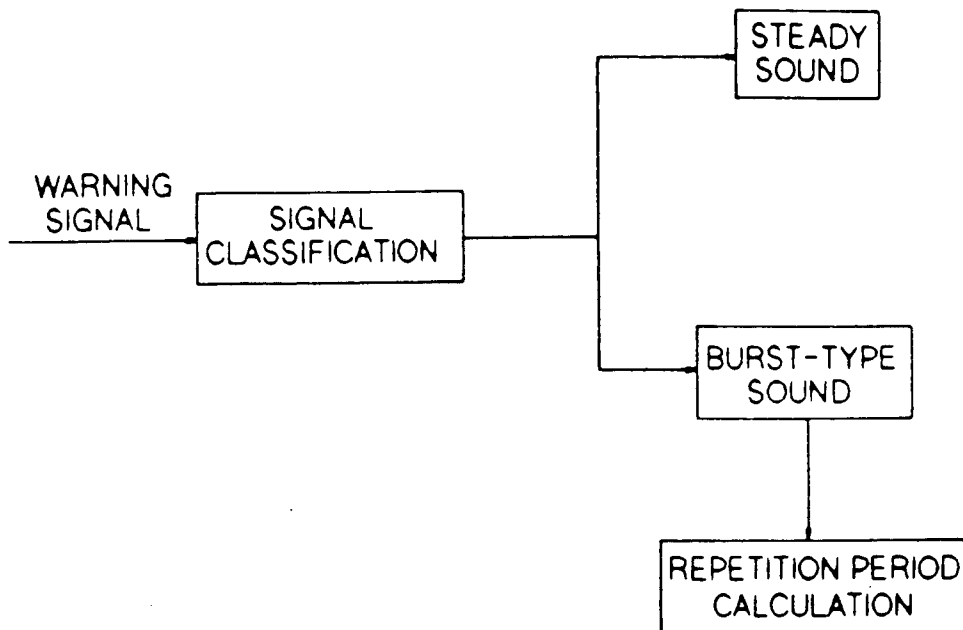 STEADY
SOUND
WARNING
SIGNAL
SIGNAL
CLASSIFICATION
BURST-TYPE
SOUND
REPETITION PERIOD
CALCULATION